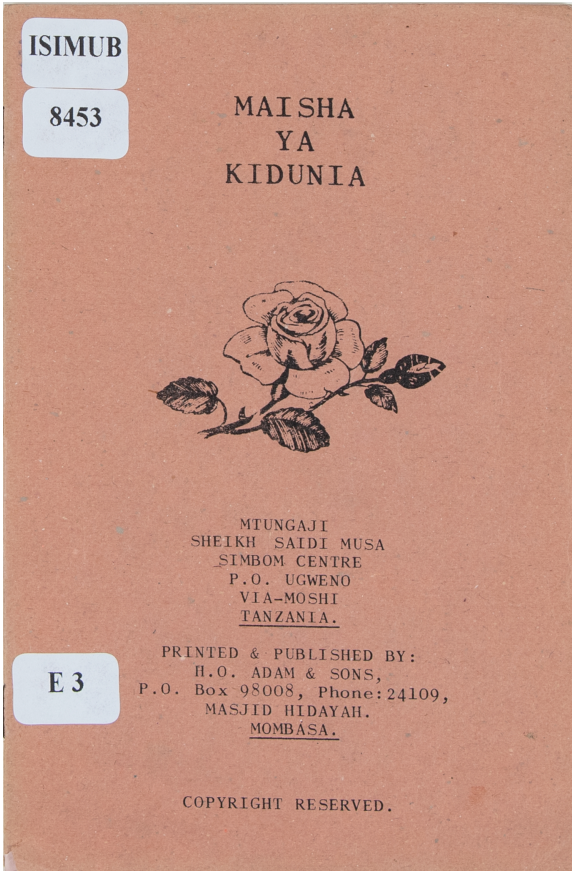 ISIMUB
8453
MAISHA
YA
KIDUNIA
MTUNGAJI
SHEIKH SAIDI MUSA
SIMBOM CENTRE
P.O. UGWENO
VIA-MOSHI
TANZANIA.
PRINTED & PUBLISHED BY:
H.O. ADAM & SONS,
P.O. Box 98008, Phone:24109,
MASJID HIDAYAH.
MOMBASA.
E 3
COPYRIGHT RESERVED.